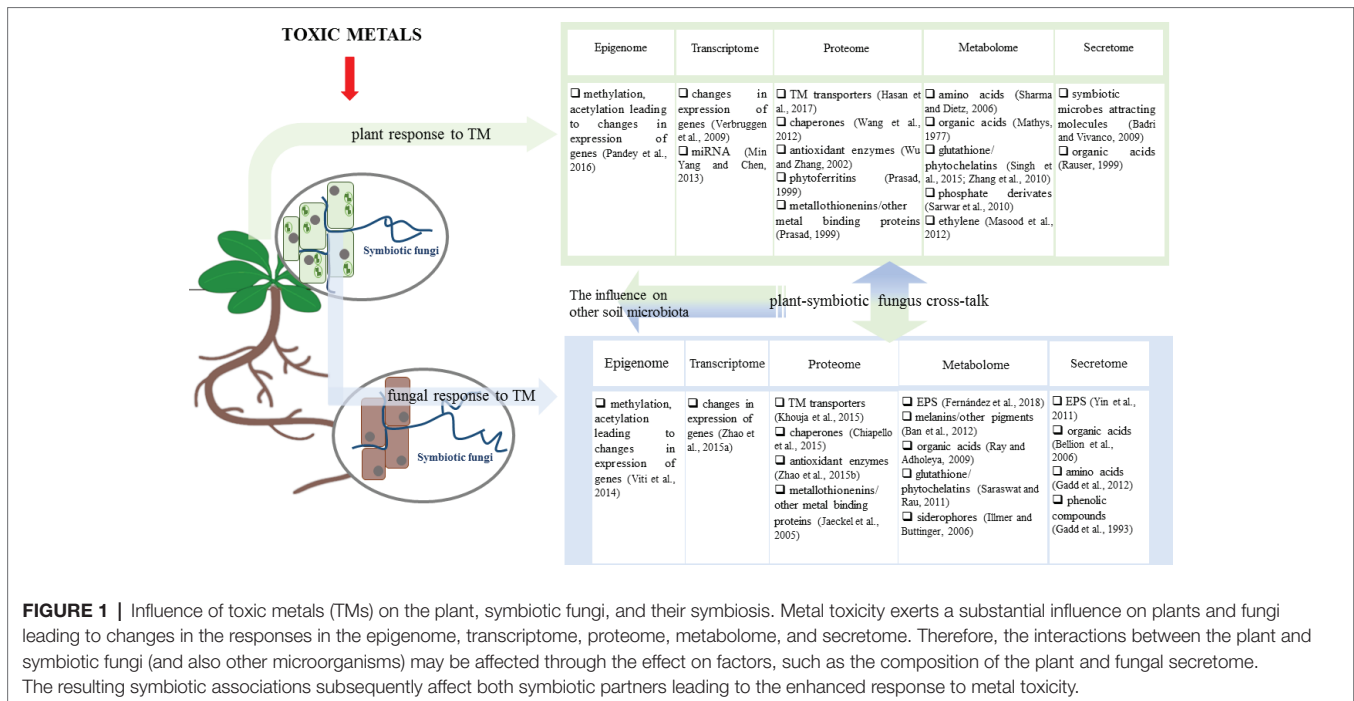 TOXIC METALS
plant response to TM
Symbiotic fungi
Epigenome
Transcriptome
Proteome
Metabolome
Secretome
❑ methylation,
acetylation leading
to changes in
expression of
genes (Pandey et al.,
2016)
❑ changes in
expression of
genes (Verbruggen
et al., 2009)
❑ miRNA (Min
Yang and Chen,
2013)
❑ TM transporters (Hasan et
al., 2017)
❑ chaperones (Wang et al.,
2012)
❑ antioxidant enzymes (Wu
and Zhang, 2002)
❑ phytoferritins (Prasad,
1999)
❑ metallothionenins/other
metal binding proteins
(Prasad, 1999)
❑ amino acids (Sharma
and Dietz, 2006)
❑ organic acids (Mathys,
1977)
❑ glutathione/
phytochelatins (Singh et
al., 2015; Zhang et al., 2010)
❑ phosphate derivates
(Sarwar et al., 2010)
❑ ethylene (Masood et al.,
2012)
❑ symbiotic
microbes attracting
molecules (Badri
and Vivanco, 2009)
❑ organic acids
(Rauser, 1999)
The influence on
other soil microbiota
plant-symbiotic fungus cross-talk
fungal response to TM
Symbiotic fungi
Epigenome
Transcriptome
Proteome
Metabolome
Secretome
❑ methylation,
acetylation
leading to
changes in
expression of
genes (Viti et al.,
2014)
❑ changes in
expression of
genes (Zhao et
al., 2015a)
❑ TM transporters
(Khouja et al., 2015)
❑ chaperones (Chiapello
et al., 2015)
❑ antioxidant enzymes
(Zhao et al., 2015b)
❑ metallothionenins/
other metal binding
proteins (Jaeckel et al.,
2005)
❑ EPS (Fernández et al., 2018)
❑ melanins/other pigments
(Ban et al., 2012)
❑ organic acids (Ray and
Adholeya, 2009)
❑ glutathione/
phytochelatins (Saraswat and
Rau, 2011)
❑ siderophores (Illmer and
Buttinger, 2006)
❑ EPS (Yin et al.,
2011)
❑ organic acids
(Bellion et al.,
2006)
❑ amino acids
(Gadd et al., 2012)
❑ phenolic
compounds
(Gadd et al., 1993)
FIGURE 1 | Influence of toxic metals (TMs) on the plant, symbiotic fungi, and their symbiosis. Metal toxicity exerts a substantial influence on plants and fungi
leading to changes in the responses in the epigenome, transcriptome, proteome, metabolome, and secretome. Therefore, the interactions between the plant and
symbiotic fungi (and also other microorganisms) may be affected through the effect on factors, such as the composition of the plant and fungal secretome.
The resulting symbiotic associations subsequently affect both symbiotic partners leading to the enhanced response to metal toxicity.